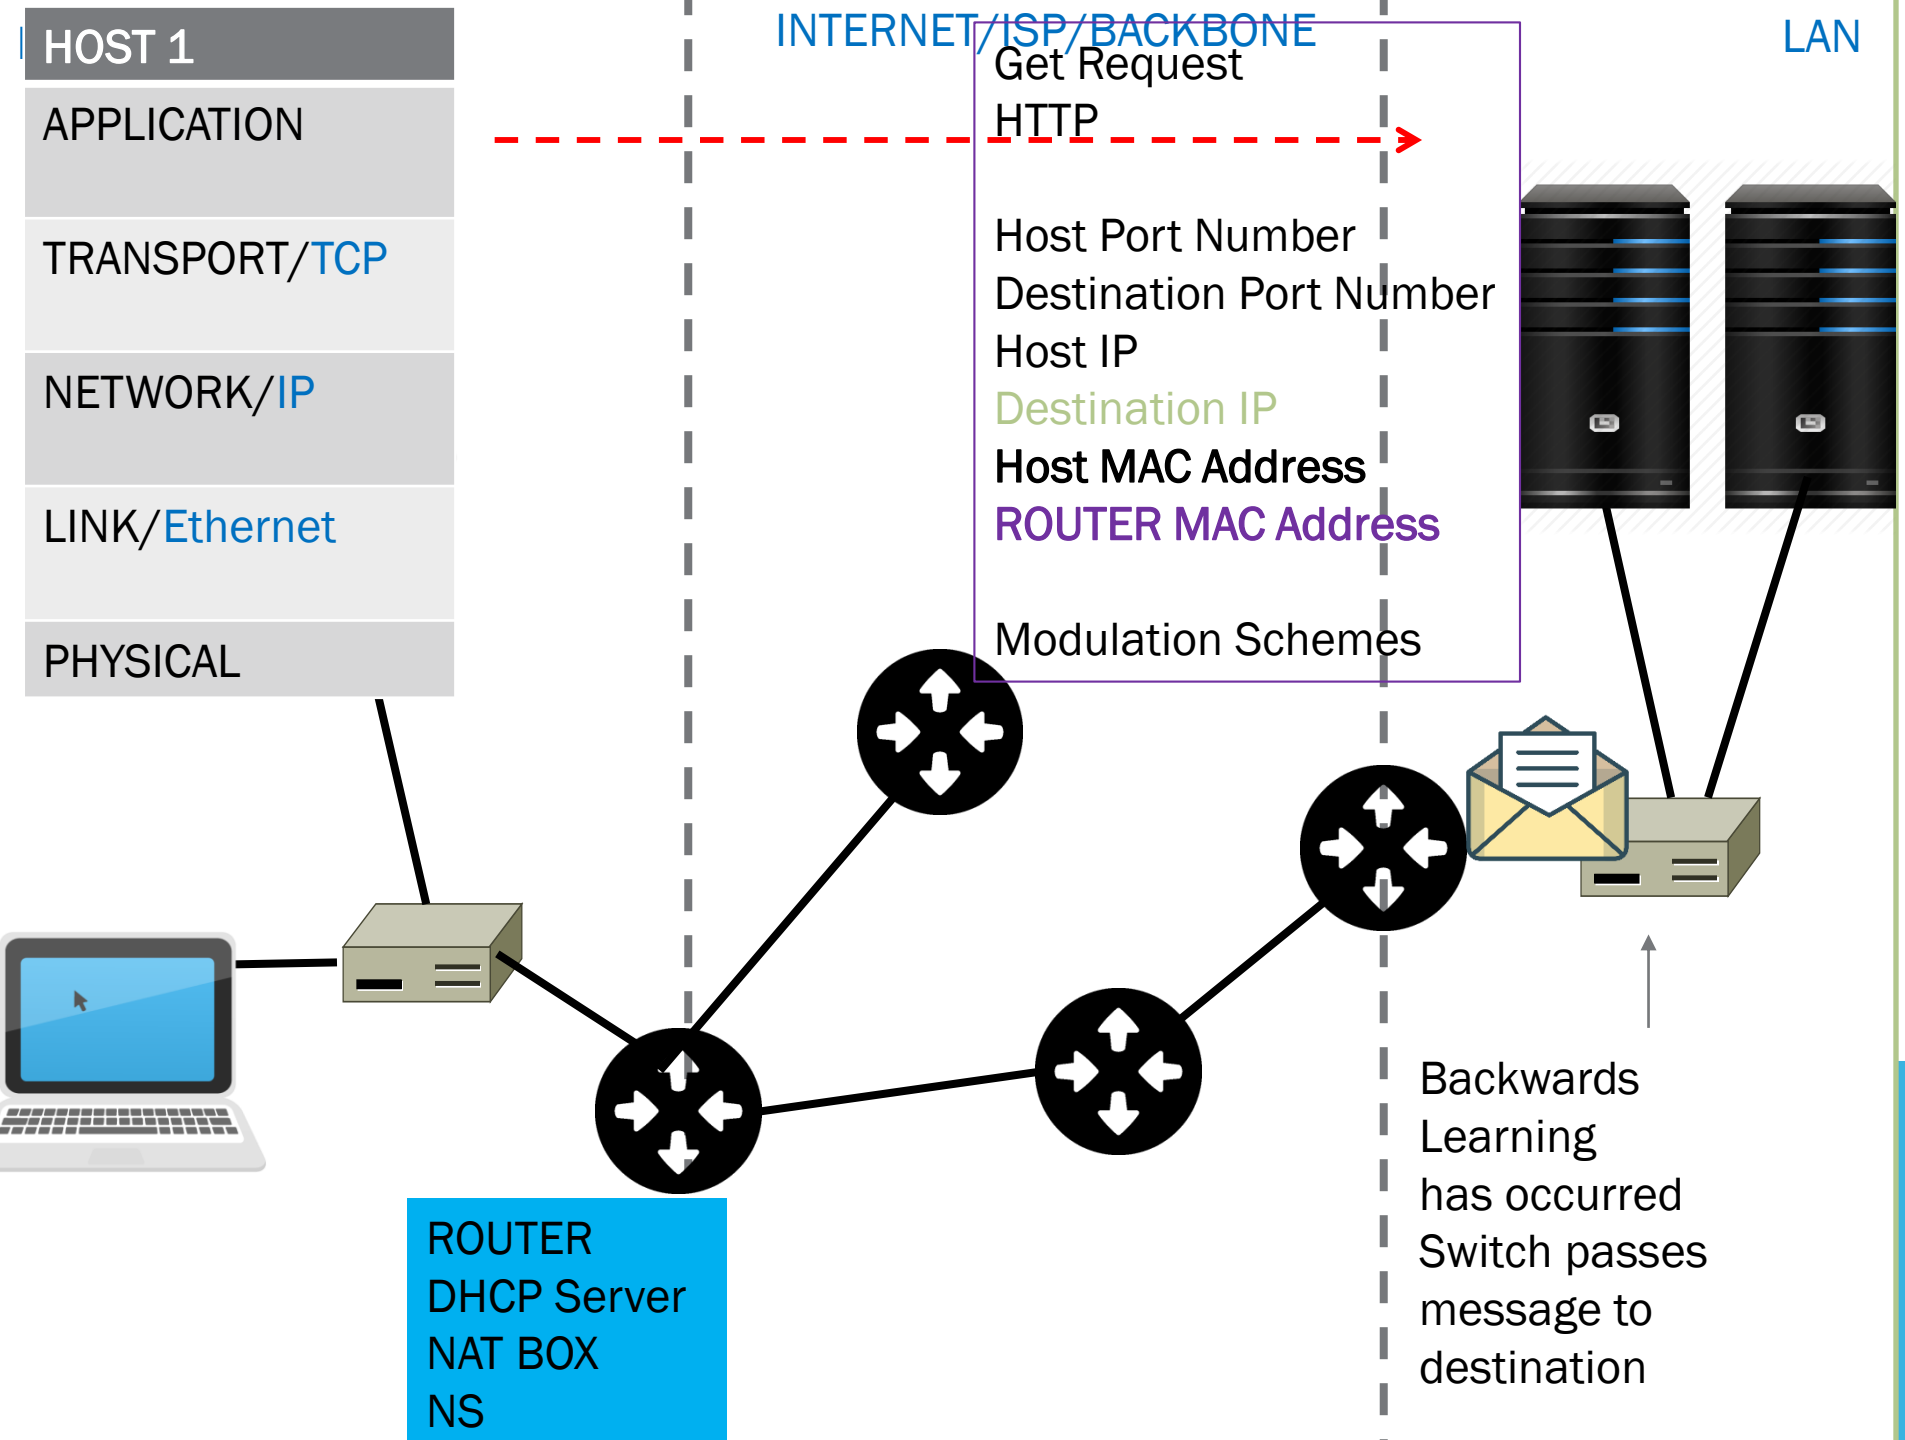 HOST 1
APPLICATION
TRANSPORT/TCP
NETWORK/IP
LINK/Ethernet
PHYSICAL
INTERNET/ISP/BACKBONE
LAN
Get Request
HTTP
Host Port Number
Destination Port Number
Host IP
Destination IP
Host MAC Address
ROUTER MAC Address
Modulation Schemes
ROUTER
DHCP Server
NAT BOX
NS
Backwards
Learning
has occurred
Switch passes
message to
destination